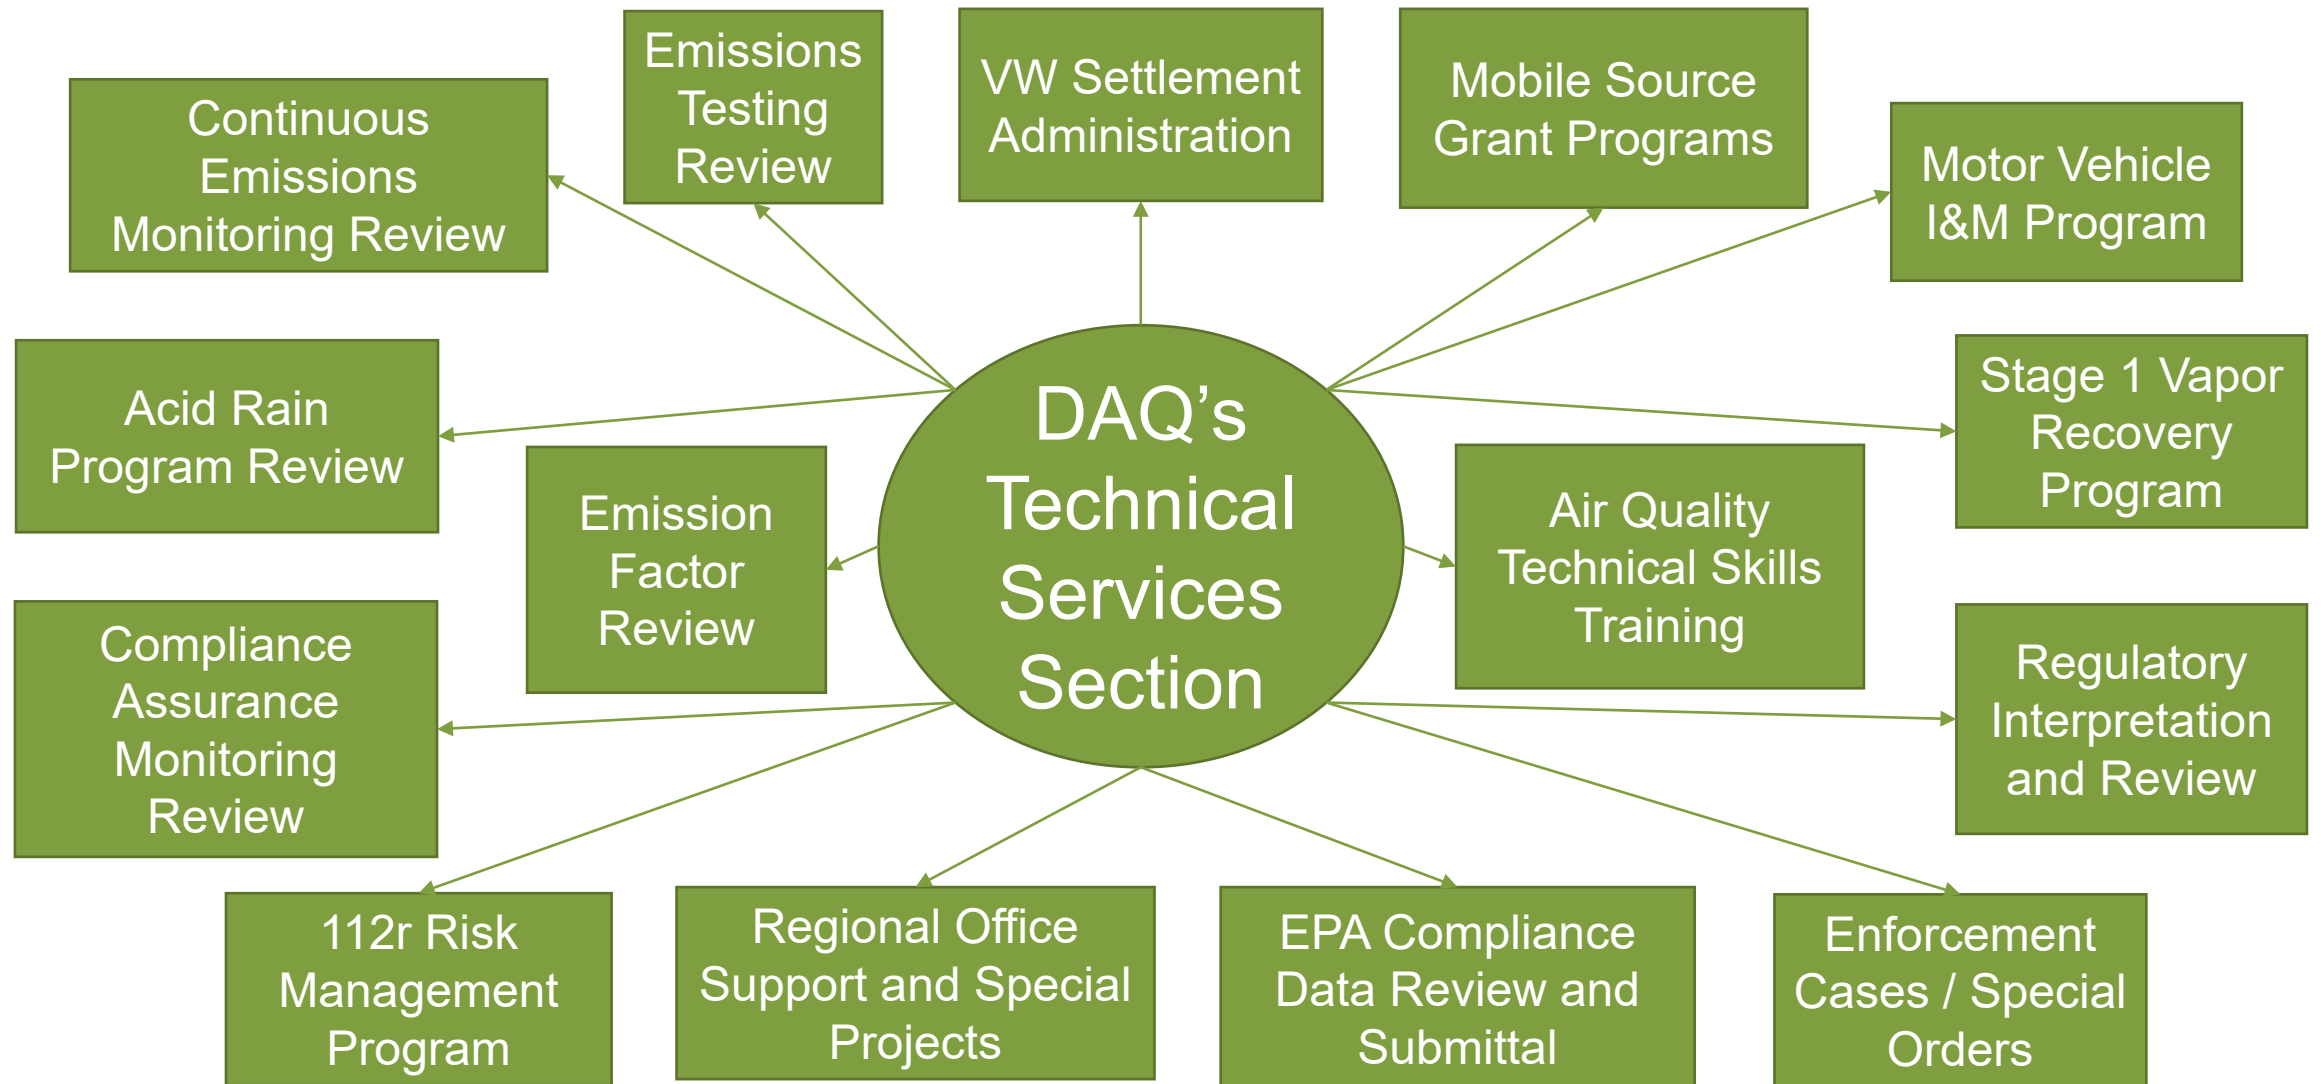 Emissions
Testing
Review
VW Settlement
Administration
Mobile Source
Grant Programs
Continuous
Emissions
Monitoring Review
Motor Vehicle
I&M Program
Acid Rain
Program Review
DAQ’s
Technical
Services
Section
Stage 1 Vapor
Recovery
Program
Emission
Factor
Review
Air Quality
Technical Skills
Training
Compliance
Assurance
Monitoring
Review
Regulatory
Interpretation
and Review
112r Risk
Management
Program
Regional Office
Support and Special
Projects
EPA Compliance
Data Review and
Submittal
Enforcement
Cases / Special
Orders